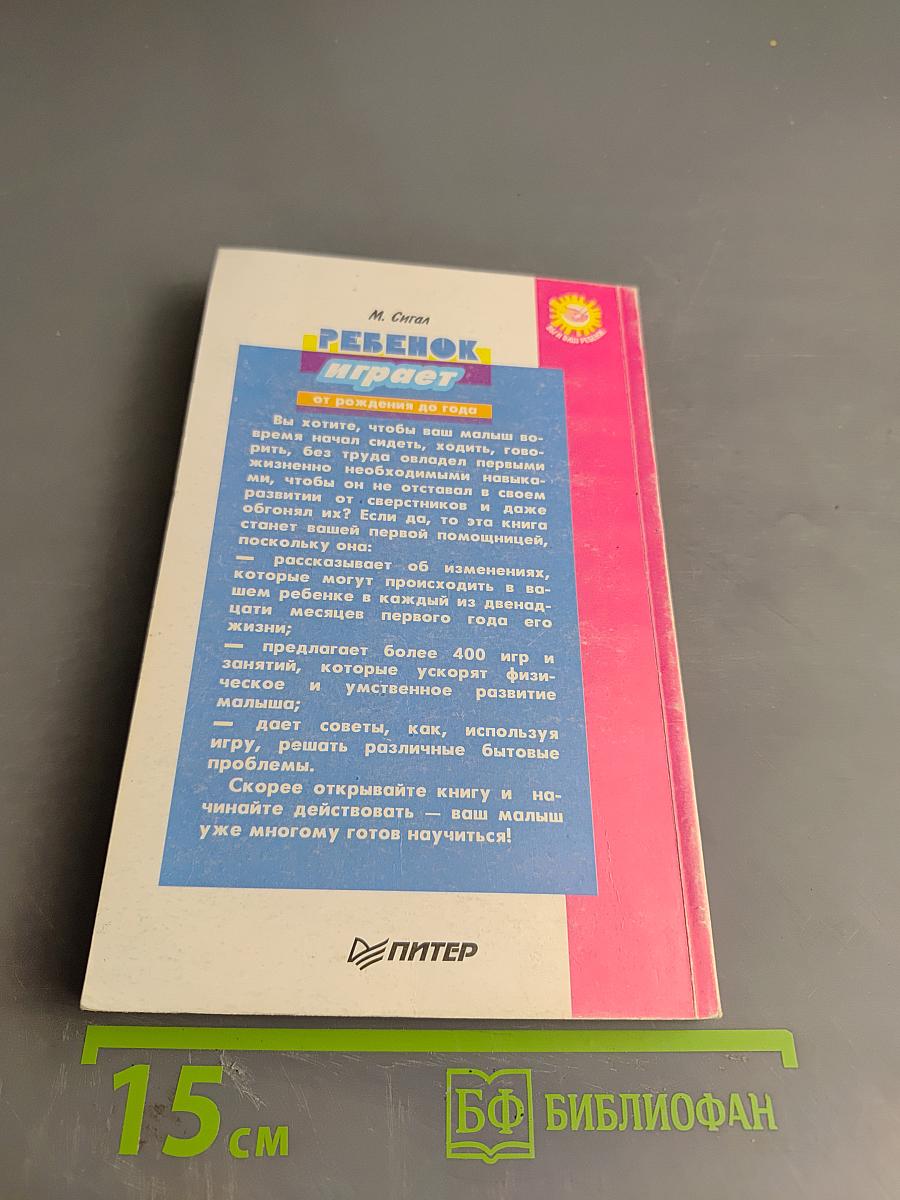 М. Сигал
РЕБЕНОК
играет
от рождения до года
Вы хотите, чтобы ваш малыш во-
время начал сидеть, ходить, гово-
рить, без труда овладел первыми
жизненно необходимыми навыка-
ми, чтобы он не отставал в своем
развитии от сверстников и даже
обгонял их? Если да, то эта книга
станет вашей первой помощницей,
поскольку она:
— рассказывает об изменениях,
которые могут происходить в ва-
шем ребенке в каждый из двенад-
цати месяцев первого года его
жизни;
— предлагает более 400 игр и
занятий, которые ускорят физи-
ческое и умственное развитие
малыша;
— дает советы, как, используя
игру, решать различные бытовые
проблемы.
Скорее открывайте книгу и на-
чинайте действовать — ваш малыш
уже многому готов научиться!
ВЫ И ВАШ РЕБЕНОК
ПИТЕР
15 см
БФ БИБЛИОФАН